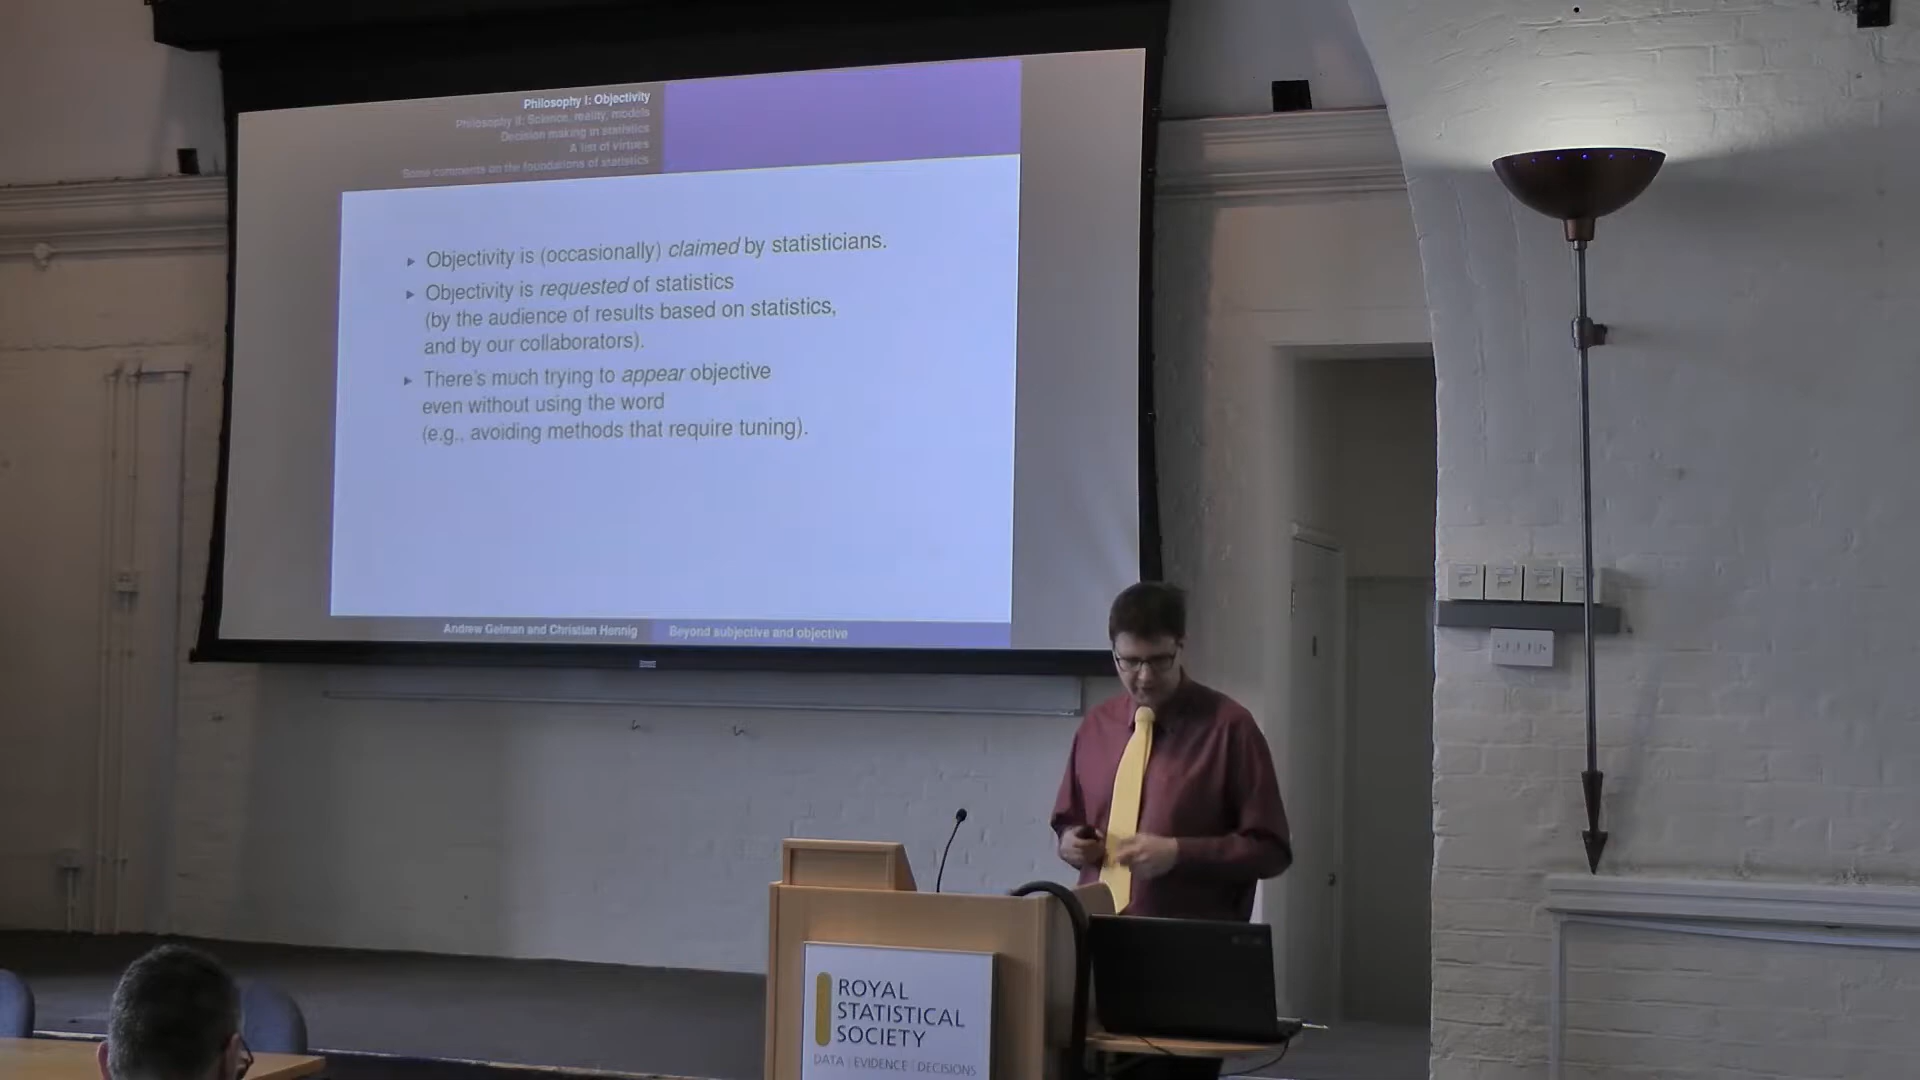 Philosophy I: Objectivity
Philosophy II: Science, reality, models
Decision making in statistics
A list of virtues
Some comments on the foundations of statistics
Objectivity is (occasionally) claimed by statisticians.
Objectivity is requested of statistics
(by the audience of results based on statistics,
and by our collaborators).
There's much trying to appear objective
even without using the word
(e.g., avoiding methods that require tuning).
Andrew Gelman and Christian Hennig
Beyond subjective and objective
ROYAL
STATISTICAL
SOCIETY
DATA | EVIDENCE | DECISIONS